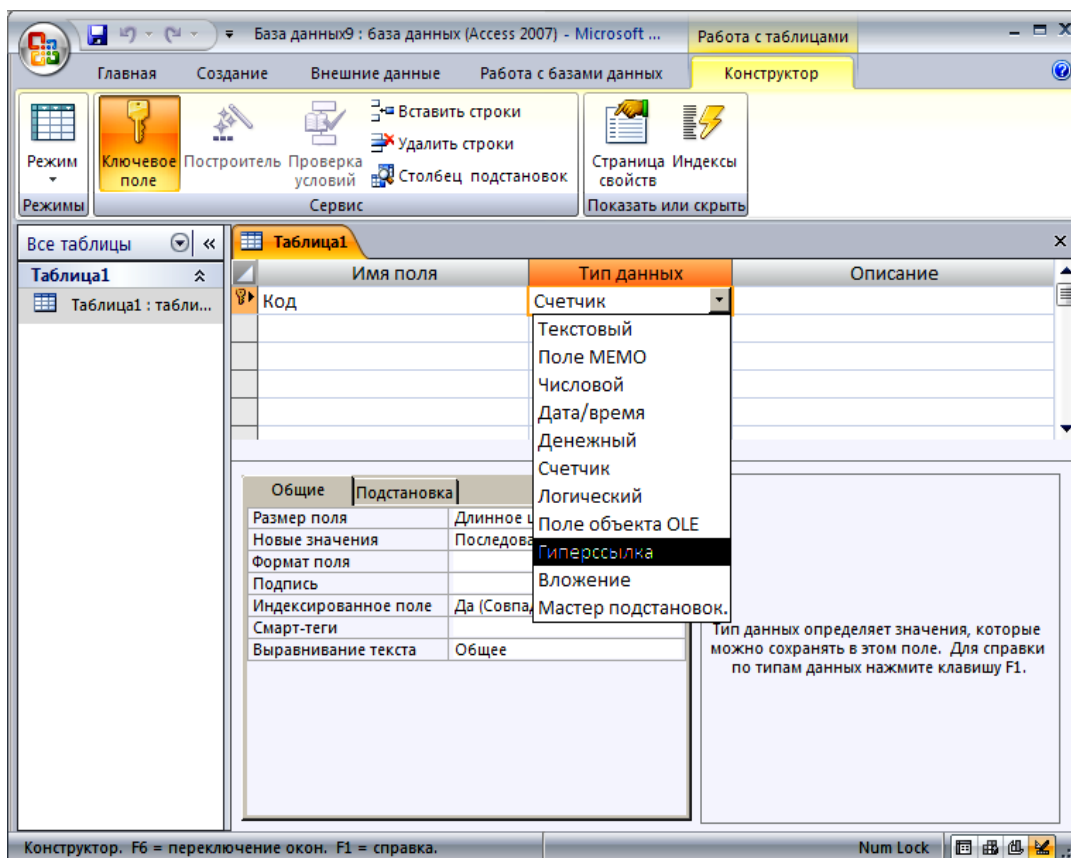 База данных9 : база данных (Access 2007) - Microsoft ...
Работа с таблицами
Главная Создание Внешние данные Работа с базами данных Конструктор
Режим
Ключевое поле
Построитель
Проверка условий
Вставить строки
Удалить строки
Столбец подстановок
Страница свойств
Индексы
Режимы
Сервис
Показать или скрыть
Все таблицы
Таблица1
Таблица1 : табли...
Таблица1
Имя поля Тип данных Описание
Код Счетчик
Текстовый
Поле МЕМО
Числовой
Дата/время
Денежный
Счетчик
Логический
Поле объекта OLE
Гиперссылка
Вложение
Мастер подстановок.
Общие Подстановка
Размер поля Длинное ц
Новые значения Последова
Формат поля
Подпись
Индексированное поле Да (Совпад
Смарт-теги
Выравнивание текста Общее
Тип данных определяет значения, которые
можно сохранять в этом поле. Для справки
по типам данных нажмите клавишу F1.
Конструктор. F6 = переключение окон. F1 = справка.
Num Lock